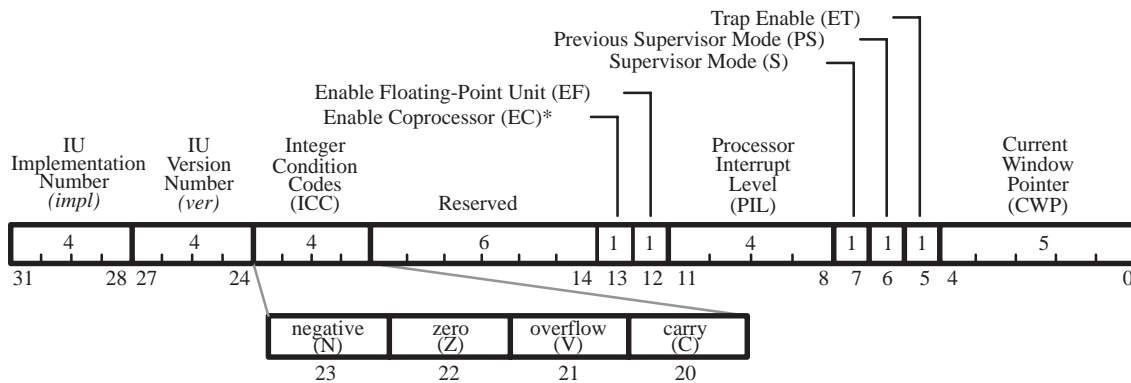 Trap Enable (ET)
Previous Supervisor Mode (PS)
Supervisor Mode (S)
Enable Floating-Point Unit (EF)
Enable Coprocessor (EC)*
IU
Implementation
Number
(impl)
IU
Version
Number
(ver)
Integer
Condition
Codes
(ICC)
Reserved
Processor
Interrupt
Level
(PIL)
Current
Window
Pointer
(CWP)
4 4 4 6 1 1 4 1 1 1 5
31 28 27 24 14 13 12 11 8 7 6 5 4 0
negative
(N)
zero
(Z)
overflow
(V)
carry
(C)
23 22 21 20